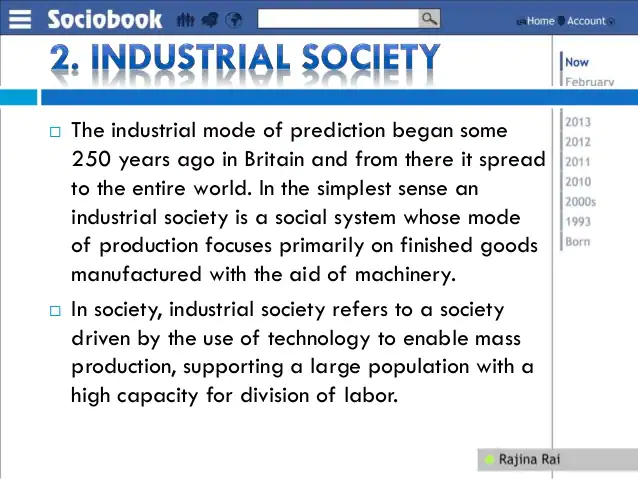 Sociobook
Home Account
2. INDUSTRIAL SOCIETY
Now
February
2013
2012
2011
2010
2000s
1993
Born
The industrial mode of prediction began some
250 years ago in Britain and from there it spread
to the entire world. In the simplest sense an
industrial society is a social system whose mode
of production focuses primarily on finished goods
manufactured with the aid of machinery.
In society, industrial society refers to a society
driven by the use of technology to enable mass
production, supporting a large population with a
high capacity for division of labor.
Rajina Rai